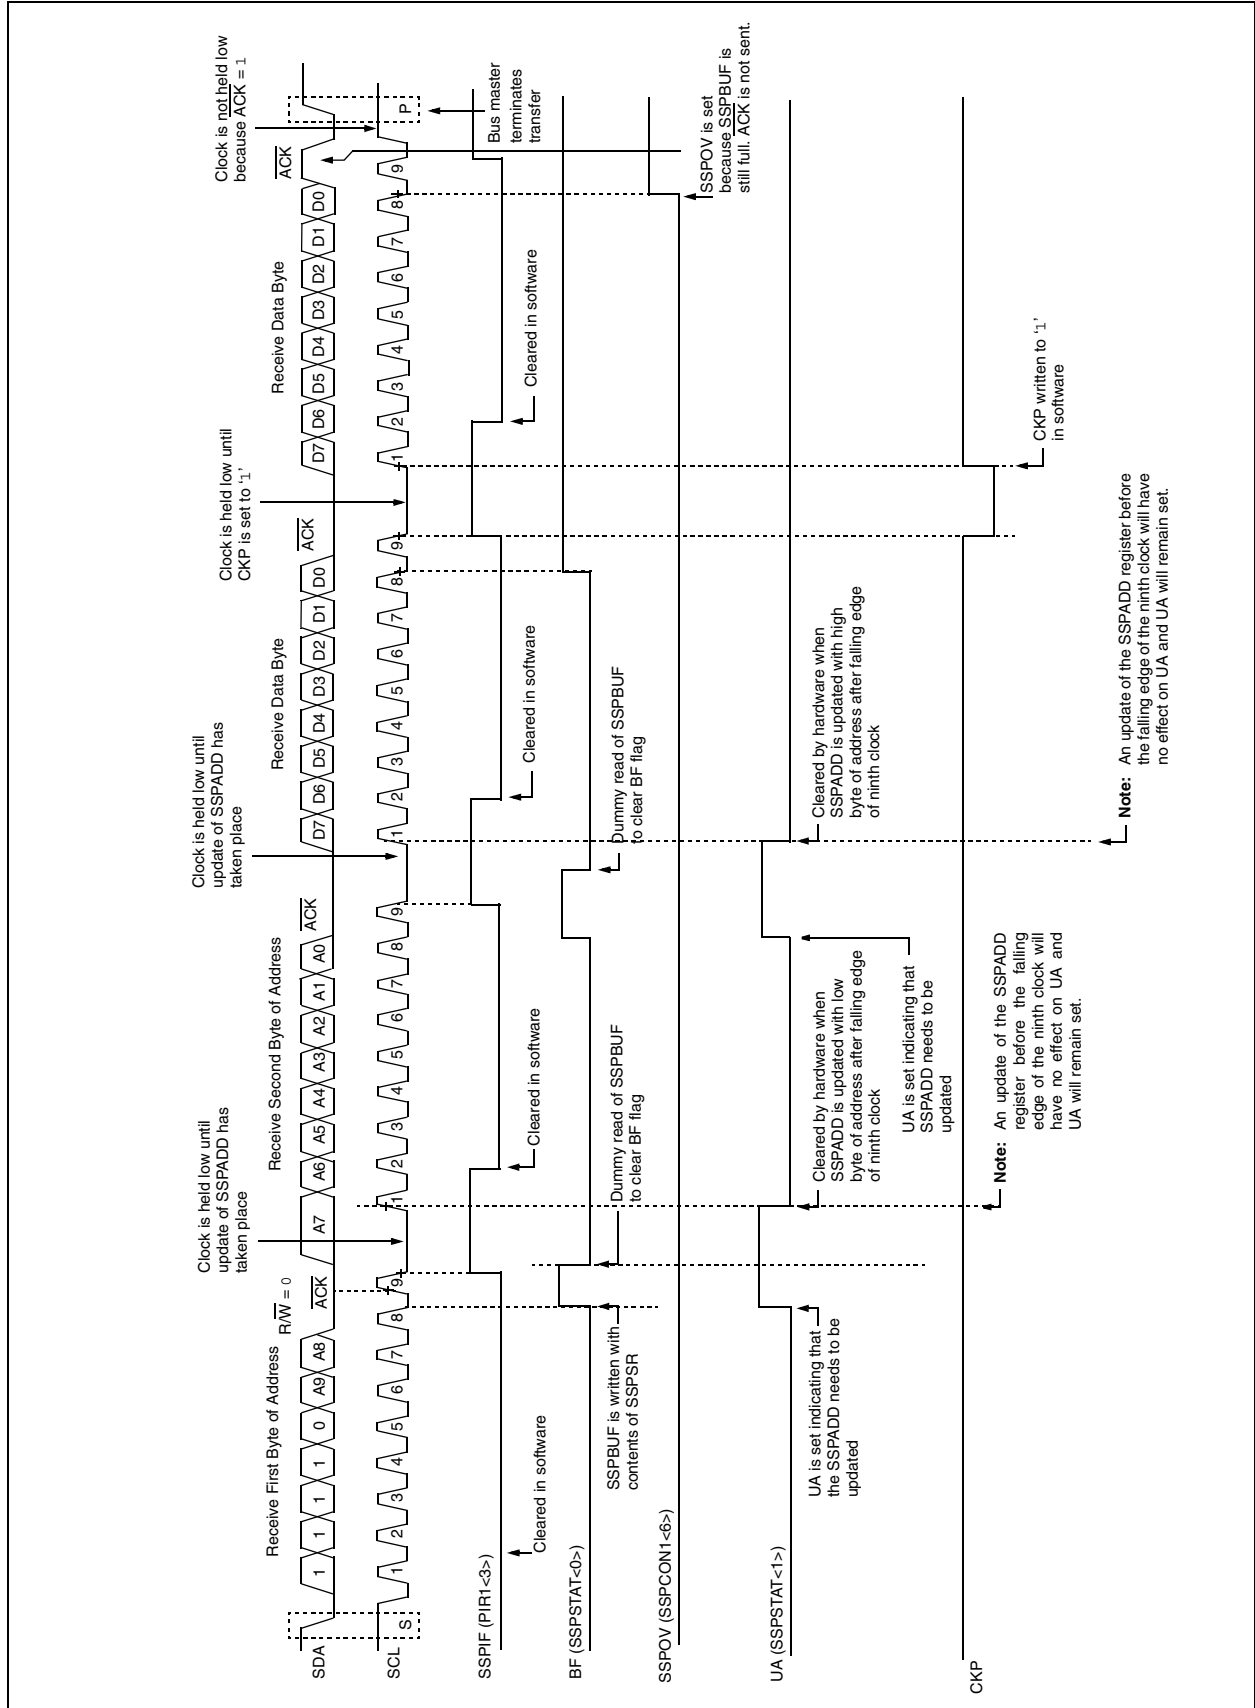 Receive First Byte of Address
R/W = 0
ACK
Receive Second Byte of Address
ACK
Receive Data Byte
ACK
Receive Data Byte
ACK
Clock is held low until
update of SSPADD has
taken place
Clock is held low until
update of SSPADD has
taken place
Clock is held low until
CKP is set to ‘1’
Clock is not held low
because ACK = 1
SDA
1 1 1 1 0 A9 A8
A7 A6 A5 A4 A3 A2 A1 A0
D7 D6 D5 D4 D3 D2 D1 D0
D7 D6 D5 D4 D3 D2 D1 D0
SCL
S
1 2 3 4 5 6 7 8 9
1 2 3 4 5 6 7 8 9
1 2 3 4 5 6 7 8 9
1 2 3 4 5 6 7 8 9
P
Bus master
terminates
transfer
SSPIF (PIR1<3>)
Cleared in software
Cleared in software
Cleared in software
Cleared in software
BF (SSPSTAT<0>)
SSPBUF is written with
contents of SSPSR
Dummy read of SSPBUF
to clear BF flag
Dummy read of SSPBUF
to clear BF flag
SSPOV (SSPCON1<6>)
SSPOV is set
because SSPBUF is
still full. ACK is not sent.
UA (SSPSTAT<1>)
UA is set indicating that
the SSPADD needs to be
updated
Cleared by hardware when
SSPADD is updated with low
byte of address after falling edge
of ninth clock
UA is set indicating that
SSPADD needs to be
updated
Cleared by hardware when
SSPADD is updated with high
byte of address after falling edge
of ninth clock
CKP
CKP written to ‘1’
in software
Note: An update of the SSPADD
register before the falling
edge of the ninth clock will
have no effect on UA and
UA will remain set.
Note: An update of the SSPADD register before
the falling edge of the ninth clock will have
no effect on UA and UA will remain set.